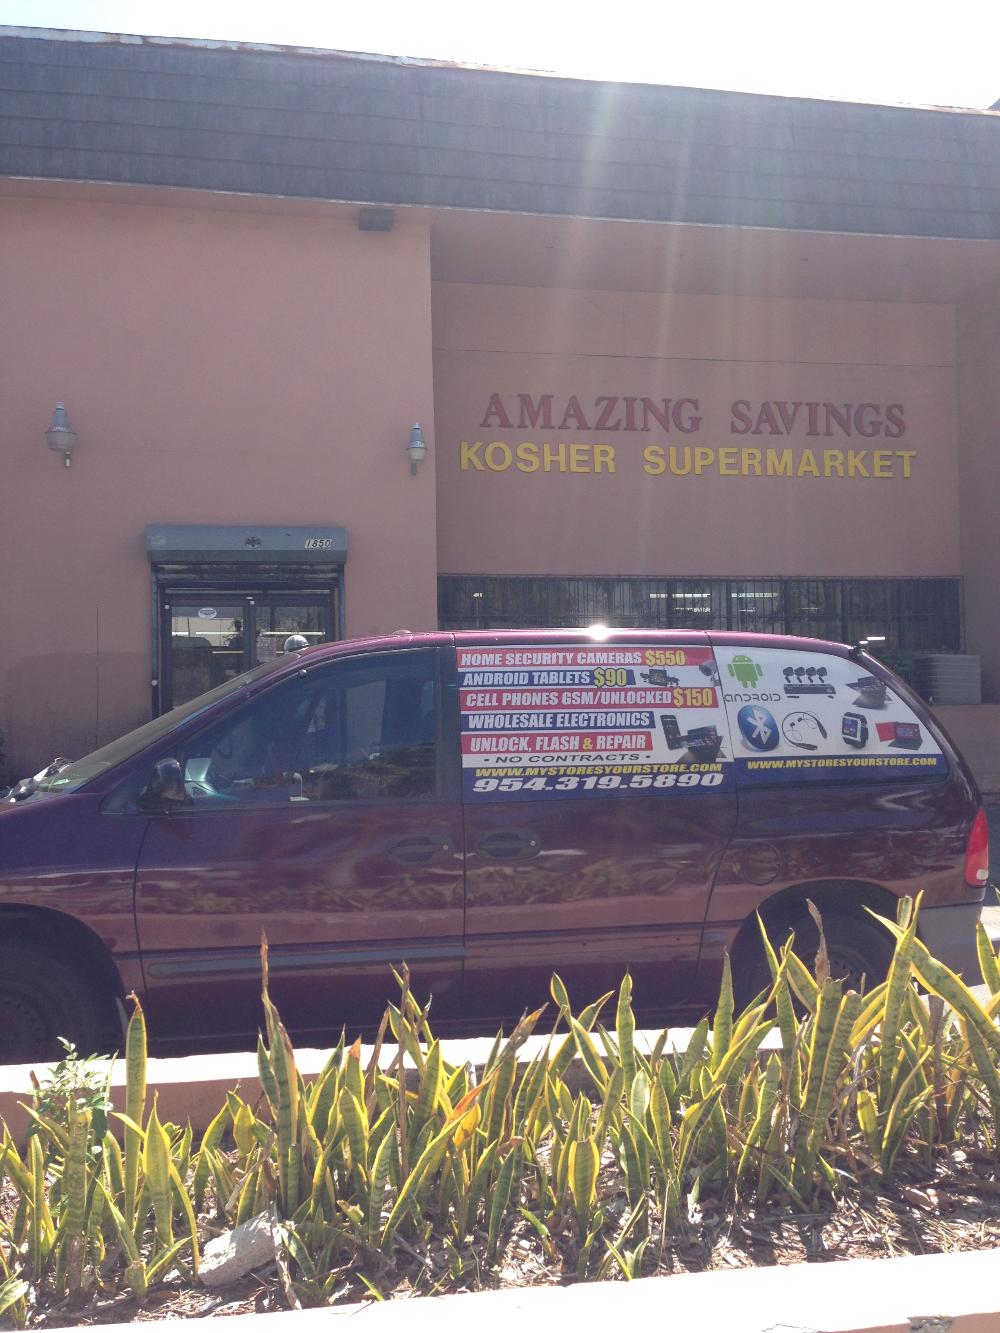 AMAZING SAVINGS
KOSHER SUPERMARKET
1850
HOME SECURITY CAMERAS $550
ANDROID TABLETS $90
CELL PHONES GSM/UNLOCKED $150
WHOLESALE ELECTRONICS
UNLOCK, FLASH & REPAIR
• NO CONTRACTS •
WWW.MYSTORESYOURSTORE.COM
954.319.5890
ANDROID
WWW.MYSTORESYOURSTORE.COM